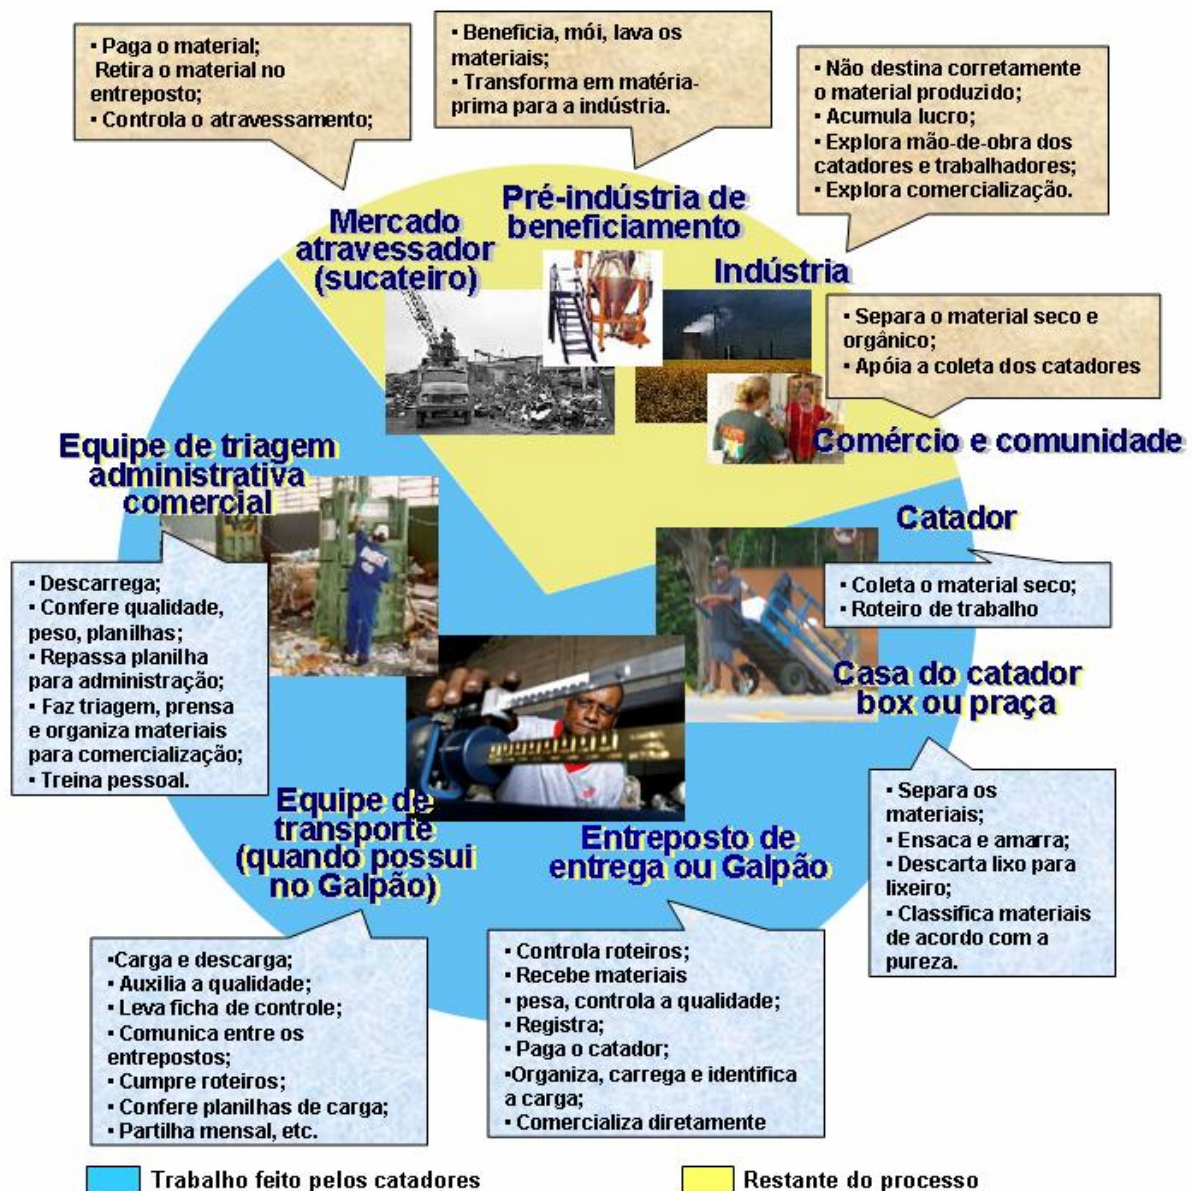 ▪ Paga o material;
Retira o material no
entreposto;
▪ Controla o atravessamento;
▪ Beneficia, mói, lava os
materiais;
▪ Transforma em matéria-
prima para a indústria.
▪ Não destina corretamente
o material produzido;
▪ Acumula lucro;
▪ Explora mão-de-obra dos
catadores e trabalhadores;
▪ Explora comercialização.
Mercado
atravessador
(sucateiro)
Pré-indústria de
beneficiamento
Indústria
▪ Separa o material seco e
orgânico;
▪ Apóia a coleta dos catadores
Comércio e comunidade
Equipe de triagem
administrativa
comercial
Catador
▪ Descarrega;
▪ Confere qualidade,
peso, planilhas;
▪ Repassa planilha
para administração;
▪ Faz triagem, prensa
e organiza materiais
para comercialização;
▪ Treina pessoal.
▪ Coleta o material seco;
▪ Roteiro de trabalho
Casa do catador
box ou praça
▪ Separa os
materiais;
▪ Ensaca e amarra;
▪ Descarta lixo para
lixeiro;
▪ Classifica materiais
de acordo com a
pureza.
Equipe de
transporte
(quando possui
no Galpão)
Entreposto de
entrega ou Galpão
▪Carga e descarga;
▪ Auxilia a qualidade;
▪ Leva ficha de controle;
▪ Comunica entre os
entrepostos;
▪ Cumpre roteiros;
▪ Confere planilhas de carga;
▪ Partilha mensal, etc.
▪ Controla roteiros;
▪ Recebe materiais
▪ pesa, controla a qualidade;
▪ Registra;
▪ Paga o catador;
▪Organiza, carrega e identifica
a carga;
▪ Comercializa diretamente
Trabalho feito pelos catadores
Restante do processo